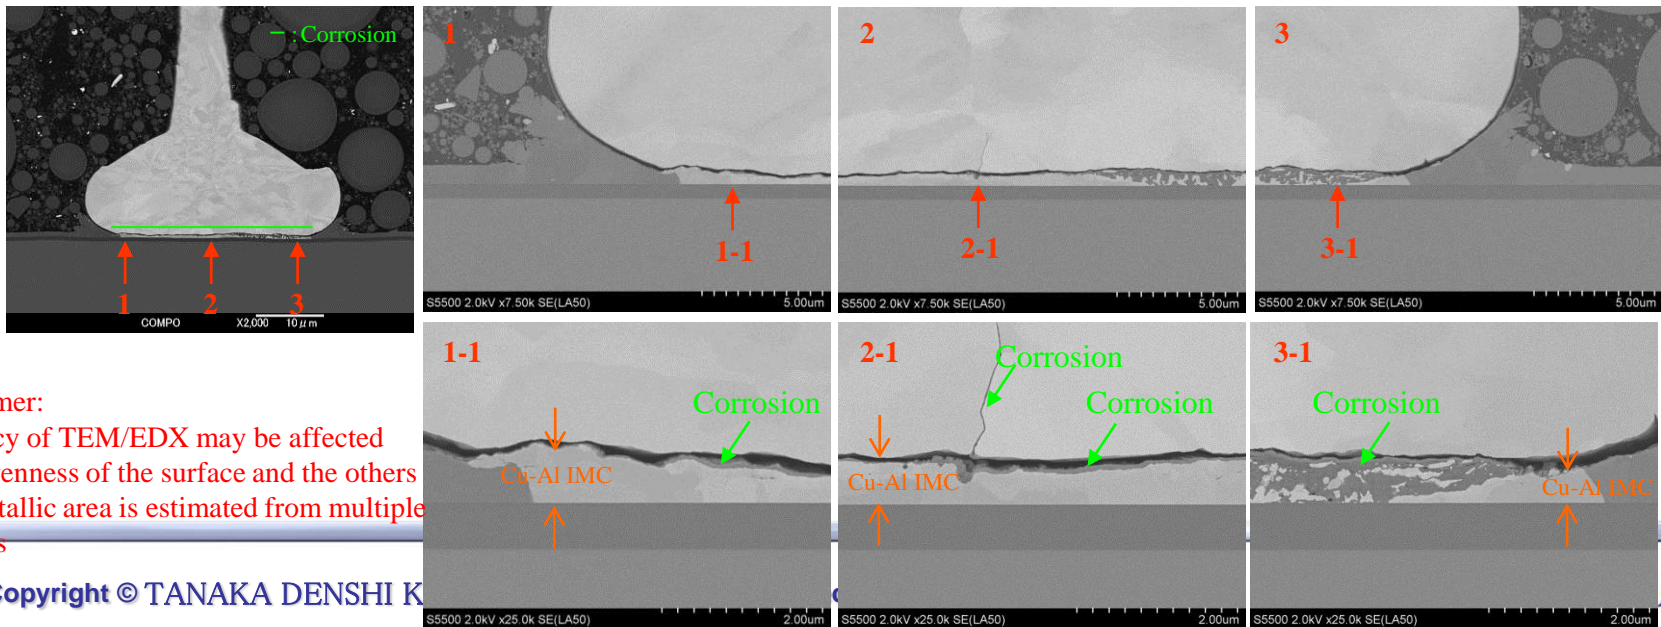 – : Corrosion
1
2
3
COMPO X2,000 10 μm
1
1-1
S5500 2.0kV x7.50k SE(LA50) 5.00um
2
2-1
S5500 2.0kV x7.50k SE(LA50) 5.00um
3
3-1
S5500 2.0kV x7.50k SE(LA50) 5.00um
1-1
Corrosion
Cu-Al IMC
S5500 2.0kV x25.0k SE(LA50) 2.00um
2-1
Corrosion
Corrosion
Cu-Al IMC
S5500 2.0kV x25.0k SE(LA50) 2.00um
3-1
Corrosion
Cu-Al IMC
S5500 2.0kV x25.0k SE(LA50) 2.00um
mer:
cy of TEM/EDX may be affected
venness of the surface and the others
tallic area is estimated from multiple
s
Copyright © TANAKA DENSHI K